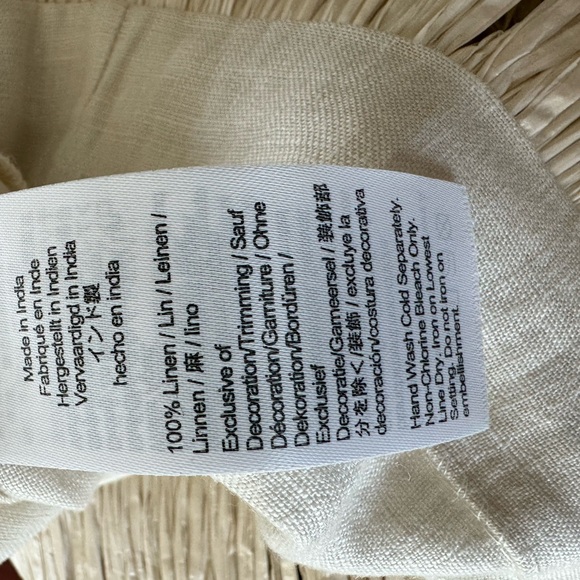 Made in India
Fabriqué en Inde
Hergestellt in Indien
Vervaardigd in India
インド製
hecho en india
100% Linen / Lin / Leinen /
Linnen / 麻 / lino
Exclusive of
Decoration/Trimming / Sauf
Décoration/Garniture / Ohne
Dekoration/Bordüren /
Exclusief
Decoratie/Gameersel / 装飾部
分を除く/装飾 / excluye la
decoración/costura decorativa
Hand Wash Cold Separately.
Non-Chlorine Bleach Only.
Line Dry. Iron on Lowest
Setting. Do not iron on
embellishment.